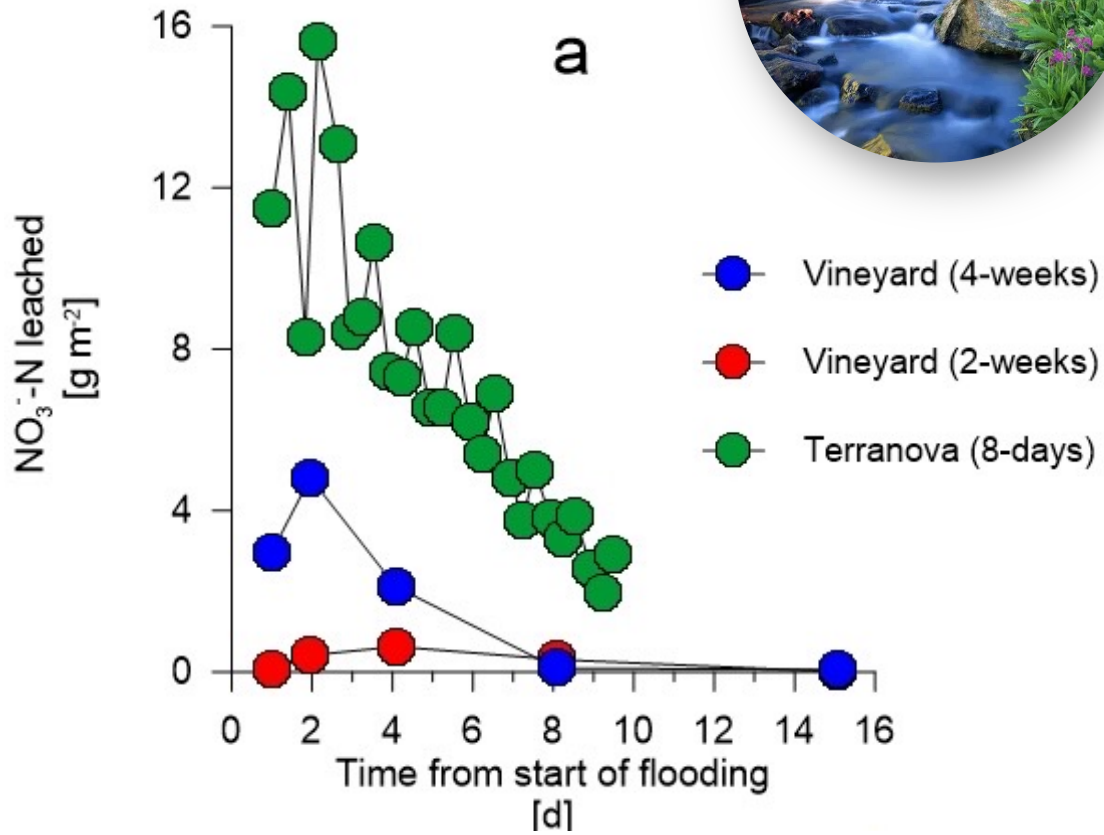 a
16
12
8
4
0
NO₃⁻-N leached
[g m⁻²]
Vineyard (4-weeks)
Vineyard (2-weeks)
Terranova (8-days)
0 2 4 6 8 10 12 14 16
Time from start of flooding
[d]